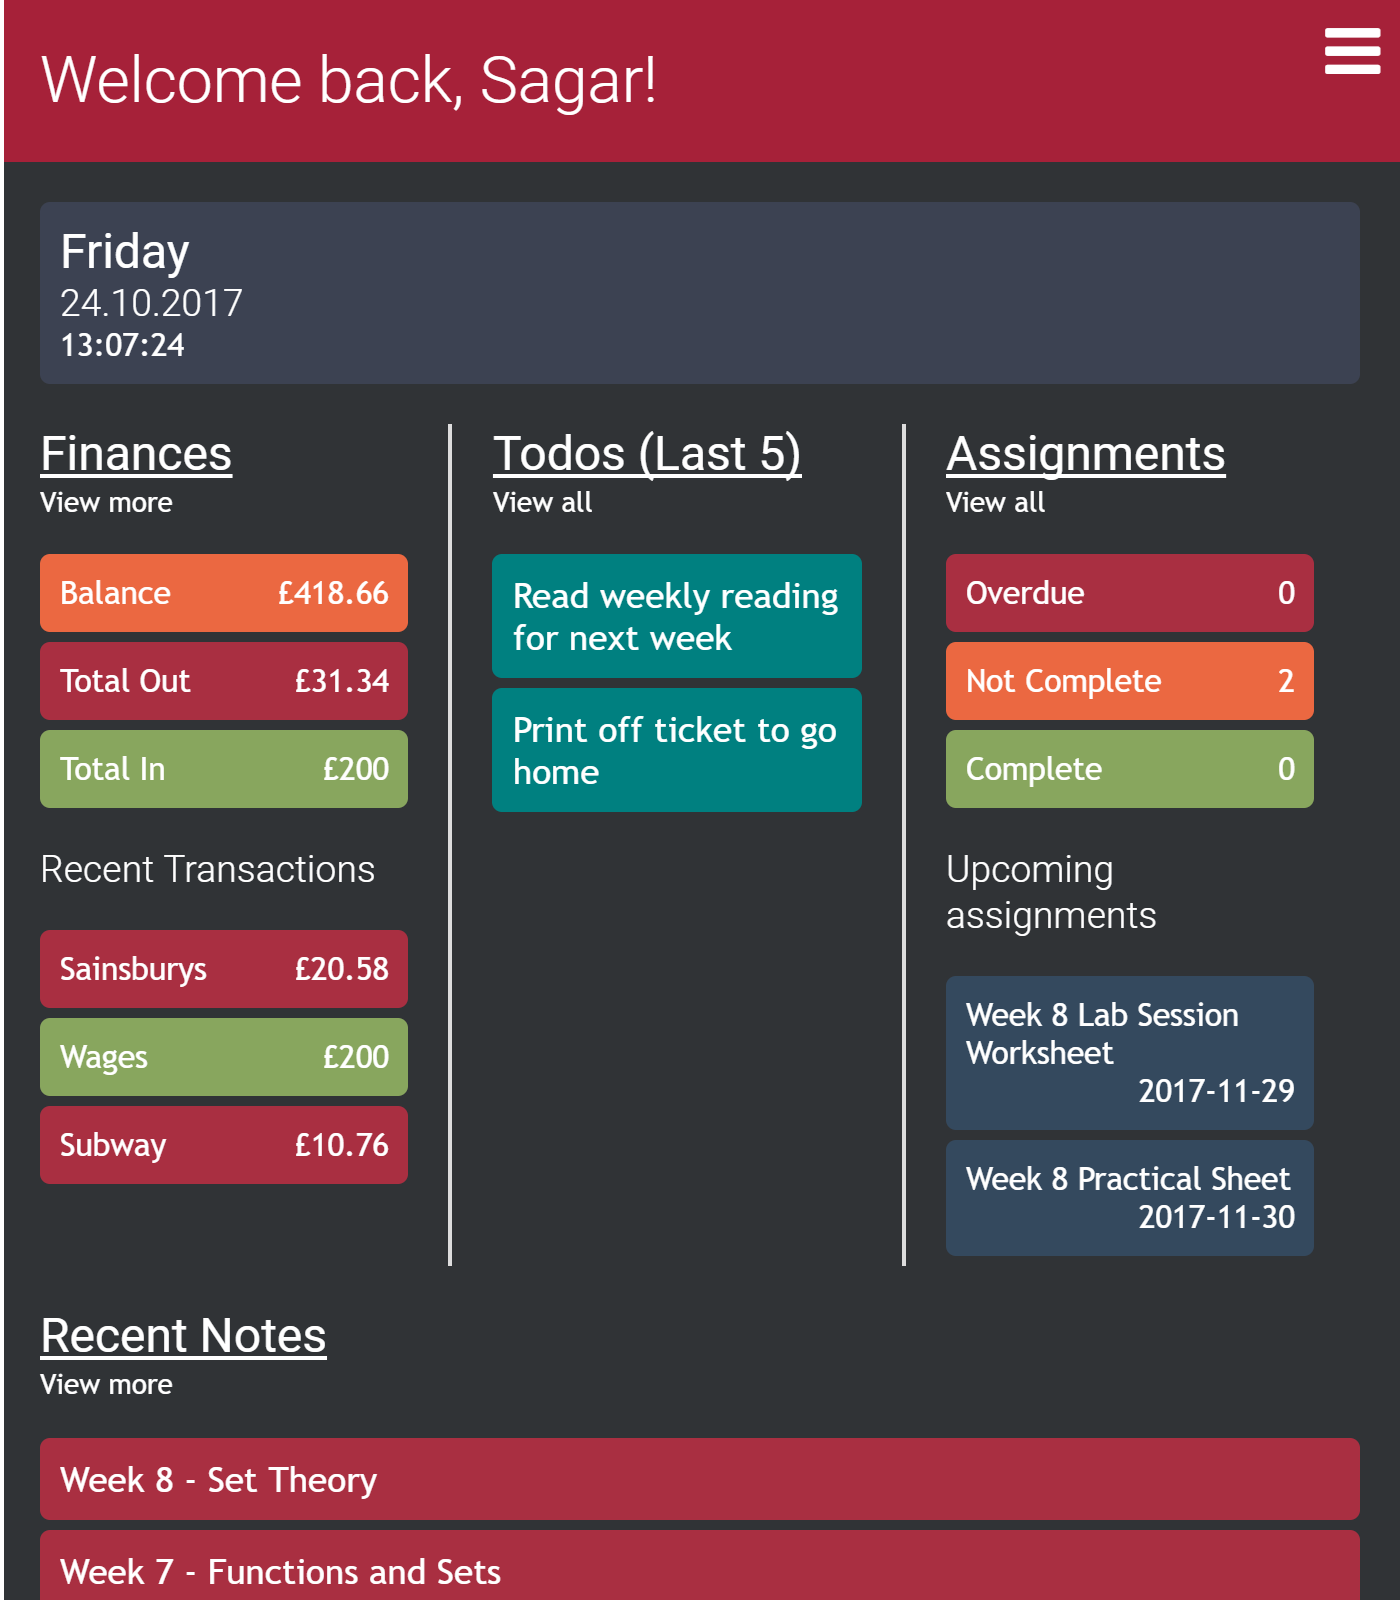 Welcome back, Sagar!
Friday
24.10.2017
13:07:24
Finances
View more
Balance £418.66
Total Out £31.34
Total In £200
Recent Transactions
Sainsburys £20.58
Wages £200
Subway £10.76
Todos (Last 5)
View all
Read weekly reading
for next week
Print off ticket to go
home
Assignments
View all
Overdue 0
Not Complete 2
Complete 0
Upcoming
assignments
Week 8 Lab Session
Worksheet
2017-11-29
Week 8 Practical Sheet
2017-11-30
Recent Notes
View more
Week 8 - Set Theory
Week 7 - Functions and Sets